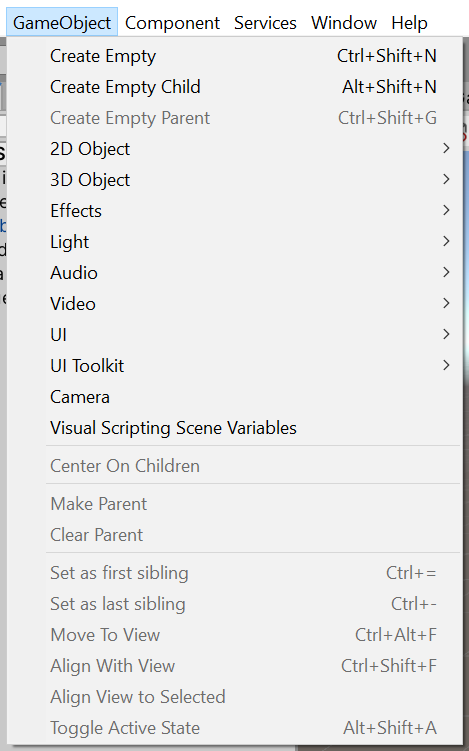 GameObject Component Services Window Help
Create Empty Ctrl+Shift+N
Create Empty Child Alt+Shift+N
Create Empty Parent Ctrl+Shift+G
2D Object
3D Object
Effects
Light
Audio
Video
UI
UI Toolkit
Camera
Visual Scripting Scene Variables
Center On Children
Make Parent
Clear Parent
Set as first sibling Ctrl+=
Set as last sibling Ctrl+-
Move To View Ctrl+Alt+F
Align With View Ctrl+Shift+F
Align View to Selected
Toggle Active State Alt+Shift+A